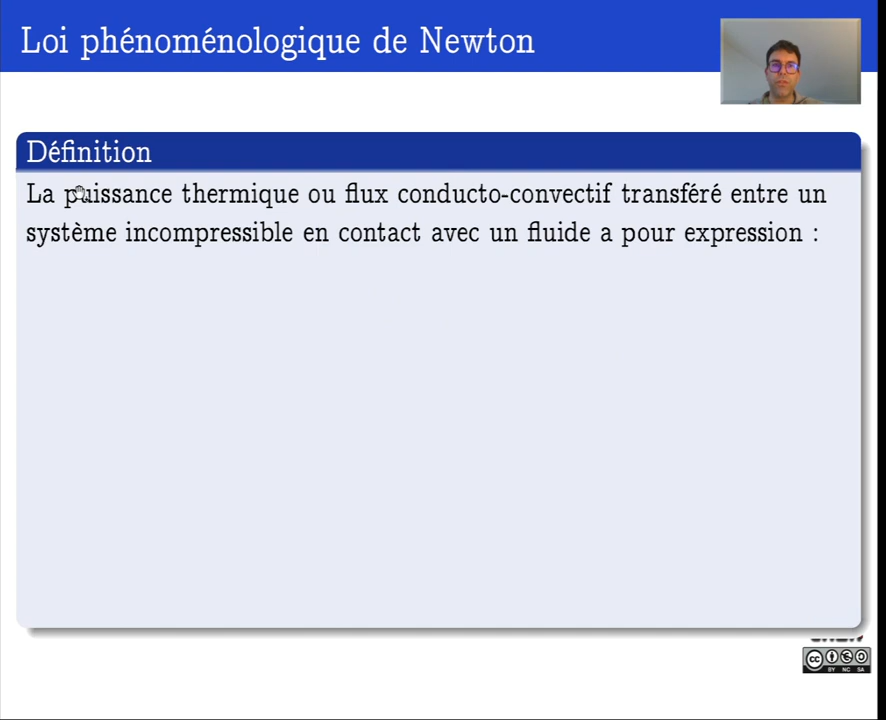 Loi phénoménologique de Newton
Définition
La puissance thermique ou flux conducto-convectif transféré entre un
système incompressible en contact avec un fluide a pour expression :
cc
BY NC SA